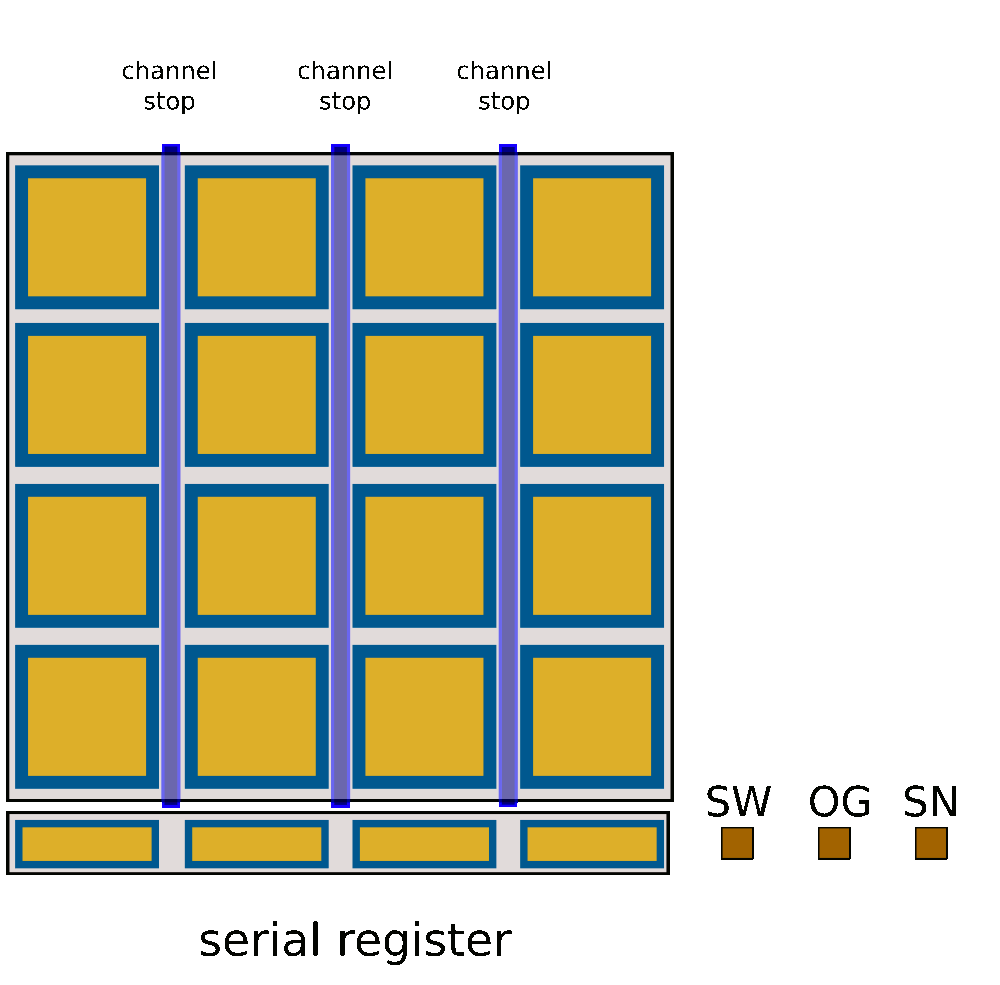 channel
stop
channel
stop
channel
stop
SW
OG
SN
serial register